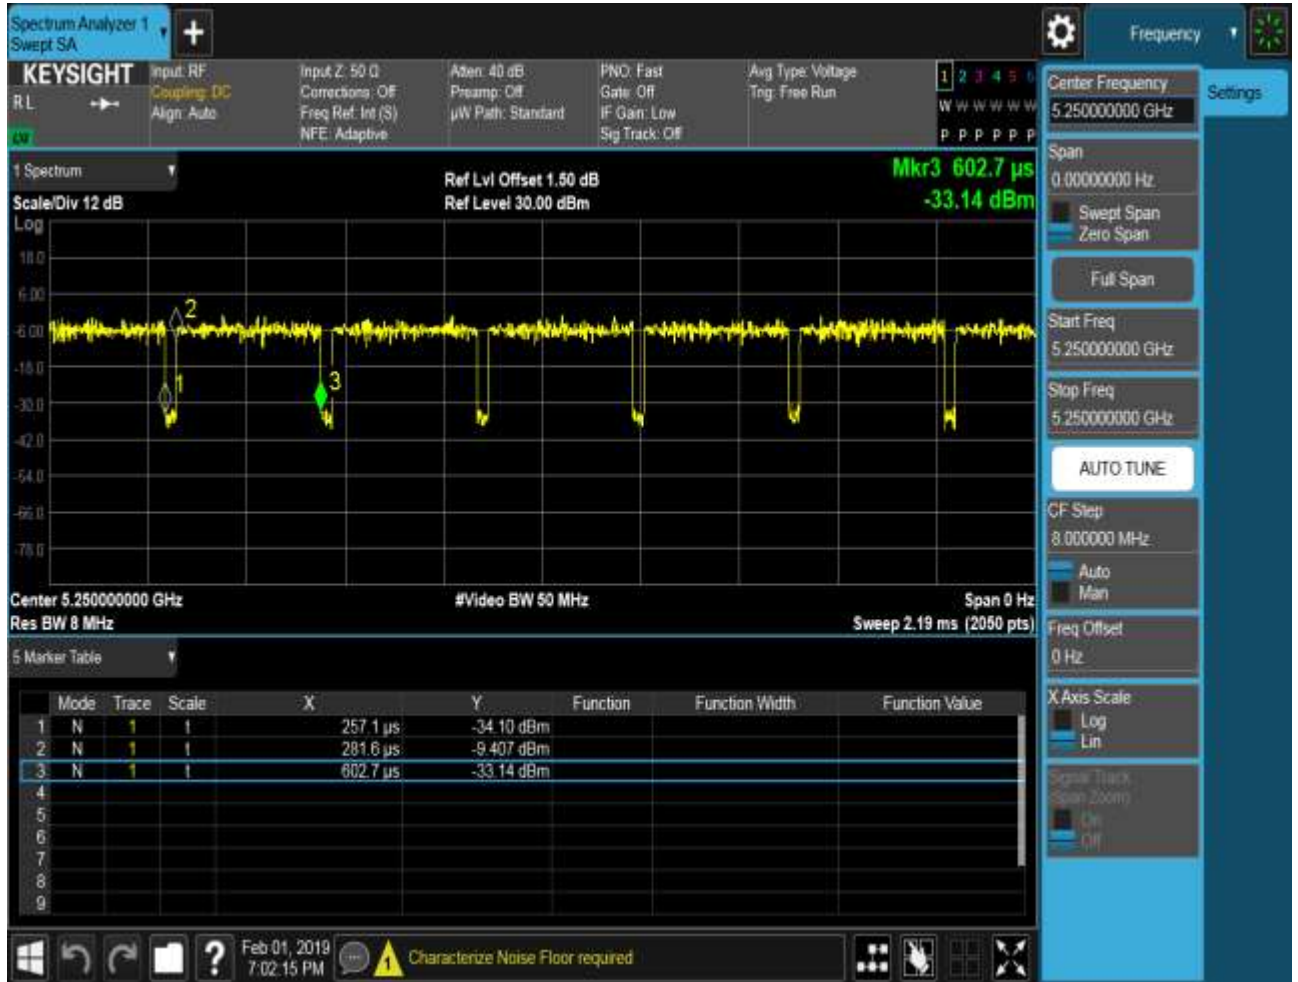 Spectrum Analyzer 1
Swept SA
+
Frequency
KEYSIGHT
RL
Input: RF
Coupling: DC
Align: Auto
Input Z: 50 Ω
Corrections: Off
Freq Ref: Int (S)
NFE: Adaptive
Atten: 40 dB
Preamp: Off
µW Path: Standard
PNO: Fast
Gate: Off
IF Gain: Low
Sig Track: Off
Avg Type: Voltage
Trig: Free Run
1 2 3 4 5 6
W W W W W W
P P P P P P
1 Spectrum
Scale/Div 12 dB
Ref Lvl Offset 1.50 dB
Ref Level 30.00 dBm
Mkr3 602.7 µs
-33.14 dBm
Log
18.0
6.00
-6.00
-18.0
-30.0
-42.0
-54.0
-66.0
-78.0
2
1
3
Center 5.250000000 GHz
Res BW 8 MHz
#Video BW 50 MHz
Span 0 Hz
Sweep 2.19 ms (2050 pts)
5 Marker Table
Mode Trace Scale X Y Function Function Width Function Value
1 N 1 t 257.1 µs -34.10 dBm
2 N 1 t 281.6 µs -9.407 dBm
3 N 1 t 602.7 µs -33.14 dBm
4
5
6
7
8
9
Feb 01, 2019
7:02:15 PM
?
1
Characterize Noise Floor required
Center Frequency
5.250000000 GHz
Settings
Span
0.00000000 Hz
Swept Span
Zero Span
Full Span
Start Freq
5.250000000 GHz
Stop Freq
5.250000000 GHz
AUTO TUNE
CF Step
8.000000 MHz
Auto
Man
Freq Offset
0 Hz
X Axis Scale
Log
Lin
Signal Track
(Span Zoom)
On
Off